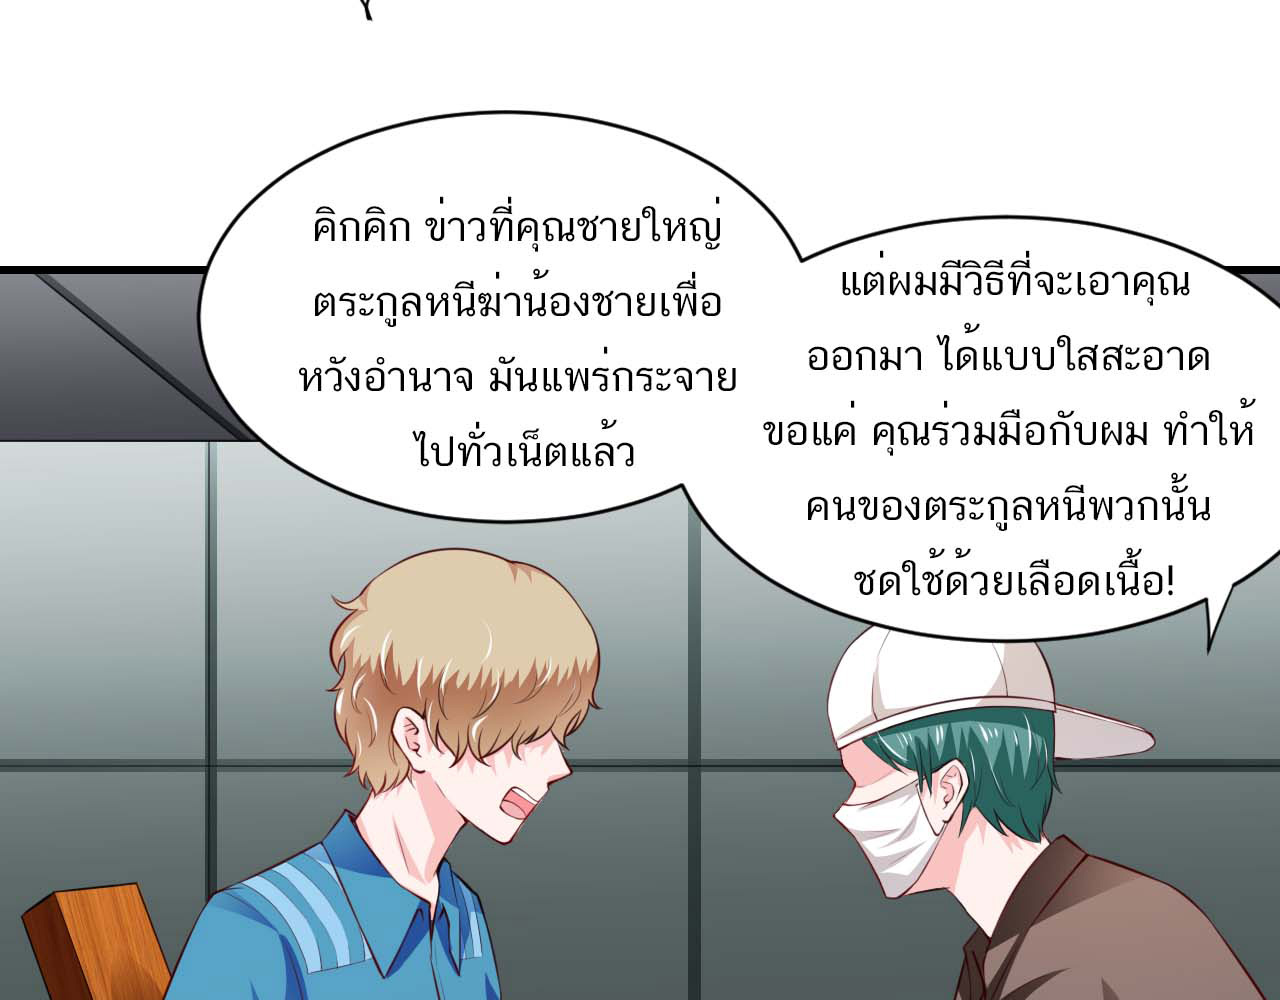 คิกคิก ข่าวที่คุณชายใหญ่
ตระกูลหนีฆ่าน้องชายเพื่อ
หวังอำนาจ มันแพร่กระจาย
ไปทั่วเน็ตแล้ว
แต่ผมมีวิธีที่จะเอาคุณ
ออกมา ได้แบบใสสะอาด
ขอแค่ คุณร่วมมือกับผม ทำให้
คนของตระกูลหนีพวกนั้น
ชดใช้ด้วยเลือดเนื้อ!